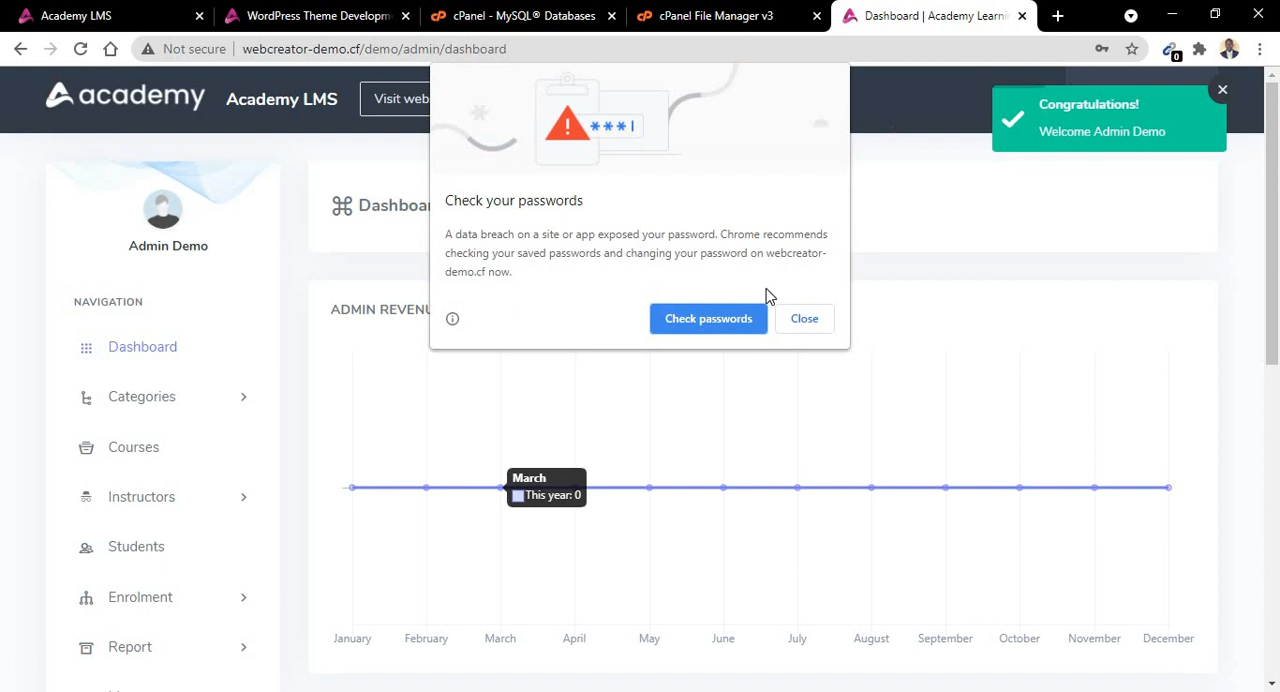 Academy LMS
WordPress Theme Developm
cPanel - MySQL® Databases
cPanel File Manager v3
Dashboard | Academy Learni
Not secure
webcreator-demo.cf/demo/admin/dashboard
0
academy
Academy LMS
Visit web
***|
Congratulations!
Welcome Admin Demo
Check your passwords
A data breach on a site or app exposed your password. Chrome recommends
checking your saved passwords and changing your password on webcreator-
demo.cf now.
Check passwords
Close
Admin Demo
Dashboar
NAVIGATION
ADMIN REVENU
Dashboard
Categories
Courses
Instructors
Students
Enrolment
Report
March
This year: 0
January
February
March
April
May
June
July
August
September
October
November
December